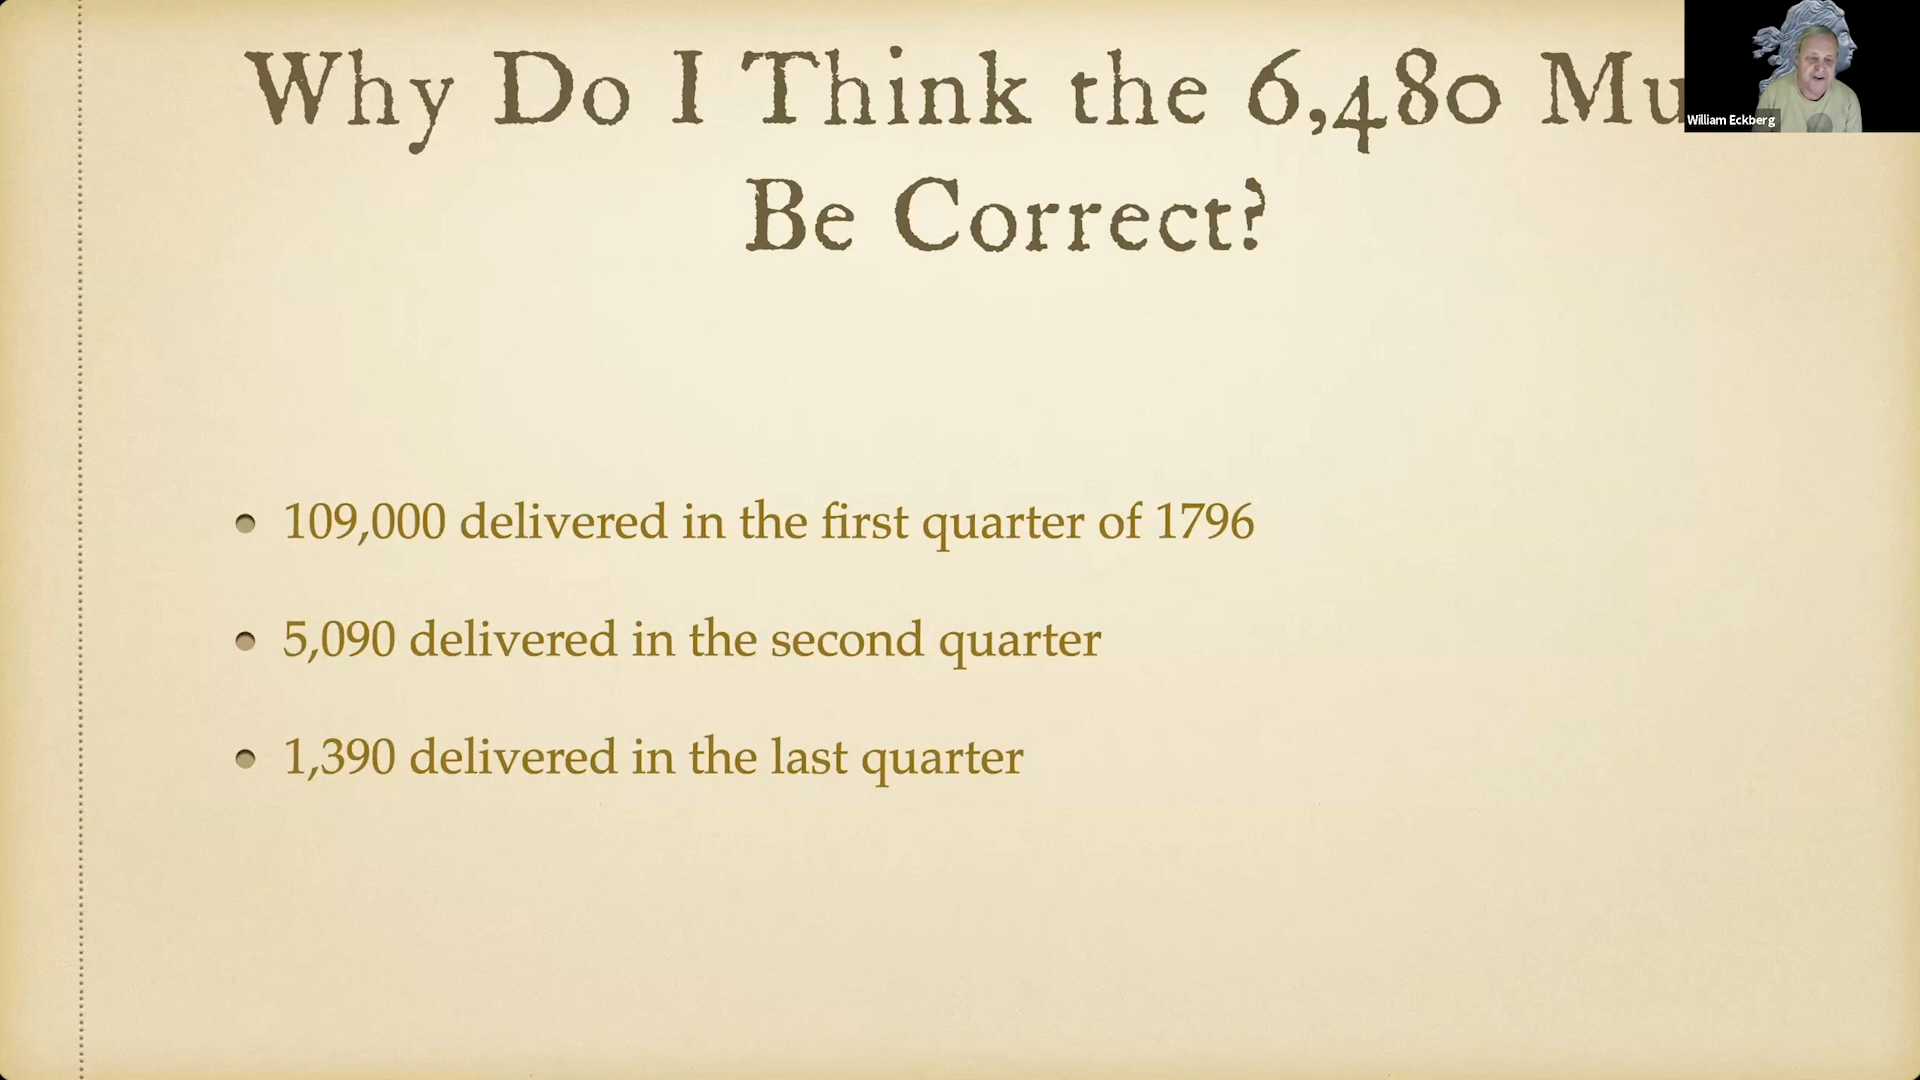 Why Do I Think the 6,480 Mu
Be Correct?
William Eckberg
109,000 delivered in the first quarter of 1796
5,090 delivered in the second quarter
1,390 delivered in the last quarter